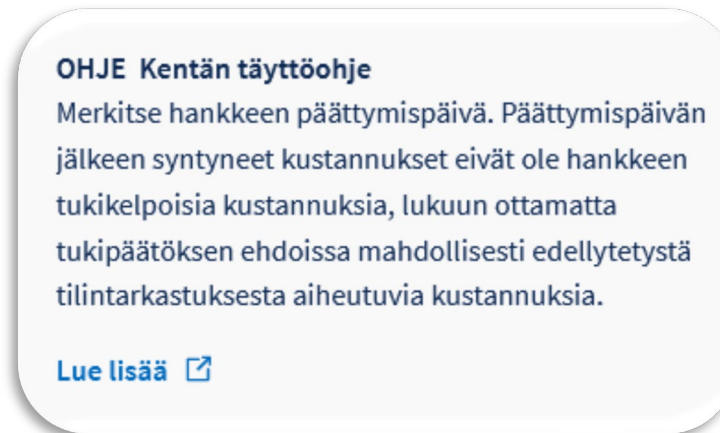 OHJE Kentän täyttöohje
Merkitse hankkeen päättymispäivä. Päättymispäivän
jälkeen syntyneet kustannukset eivät ole hankkeen
tukikelpoisia kustannuksia, lukuun ottamatta
tukipäätöksen ehdoissa mahdollisesti edellytetystä
tilintarkastuksesta aiheutuvia kustannuksia.
Lue lisää